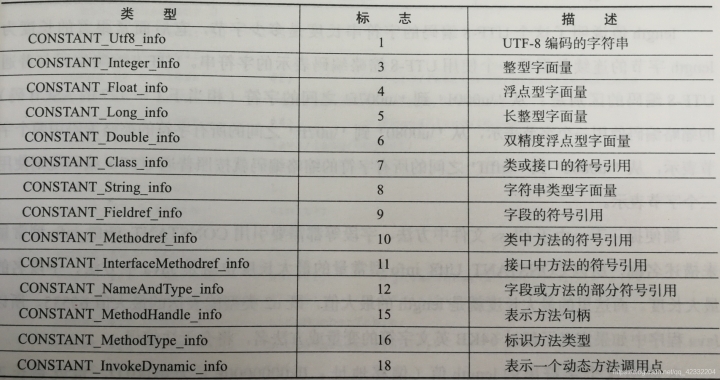 类 型 标 志 描 述
CONSTANT_Utf8_info 1 UTF-8 编码的字符串
CONSTANT_Integer_info 3 整型字面量
CONSTANT_Float_info 4 浮点型字面量
CONSTANT_Long_info 5 长整型字面量
CONSTANT_Double_info 6 双精度浮点型字面量
CONSTANT_Class_info 7 类或接口的符号引用
CONSTANT_String_info 8 字符串类型字面量
CONSTANT_Fieldref_info 9 字段的符号引用
CONSTANT_Methodref_info 10 类中方法的符号引用
CONSTANT_InterfaceMethodref_info 11 接口中方法的符号引用
CONSTANT_NameAndType_info 12 字段或方法的部分符号引用
CONSTANT_MethodHandle_info 15 表示方法句柄
CONSTANT_MethodType_info 16 标识方法类型
CONSTANT_InvokeDynamic_info 18 表示一个动态方法调用点